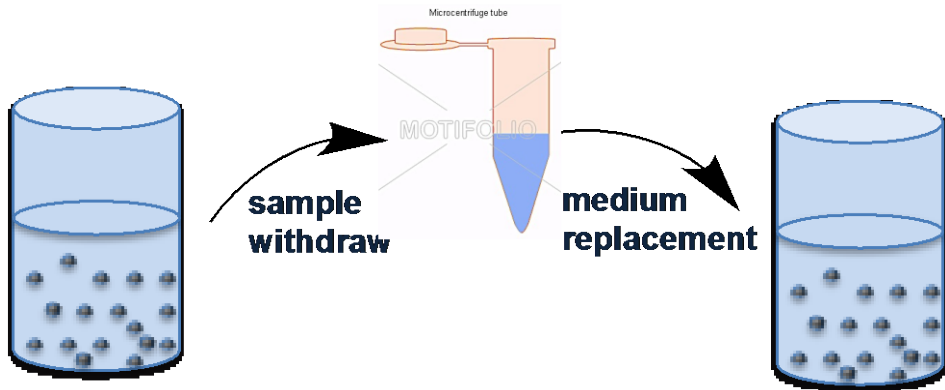 Microcentrifuge tube
MOTIFOLIO
sample
withdraw
medium
replacement